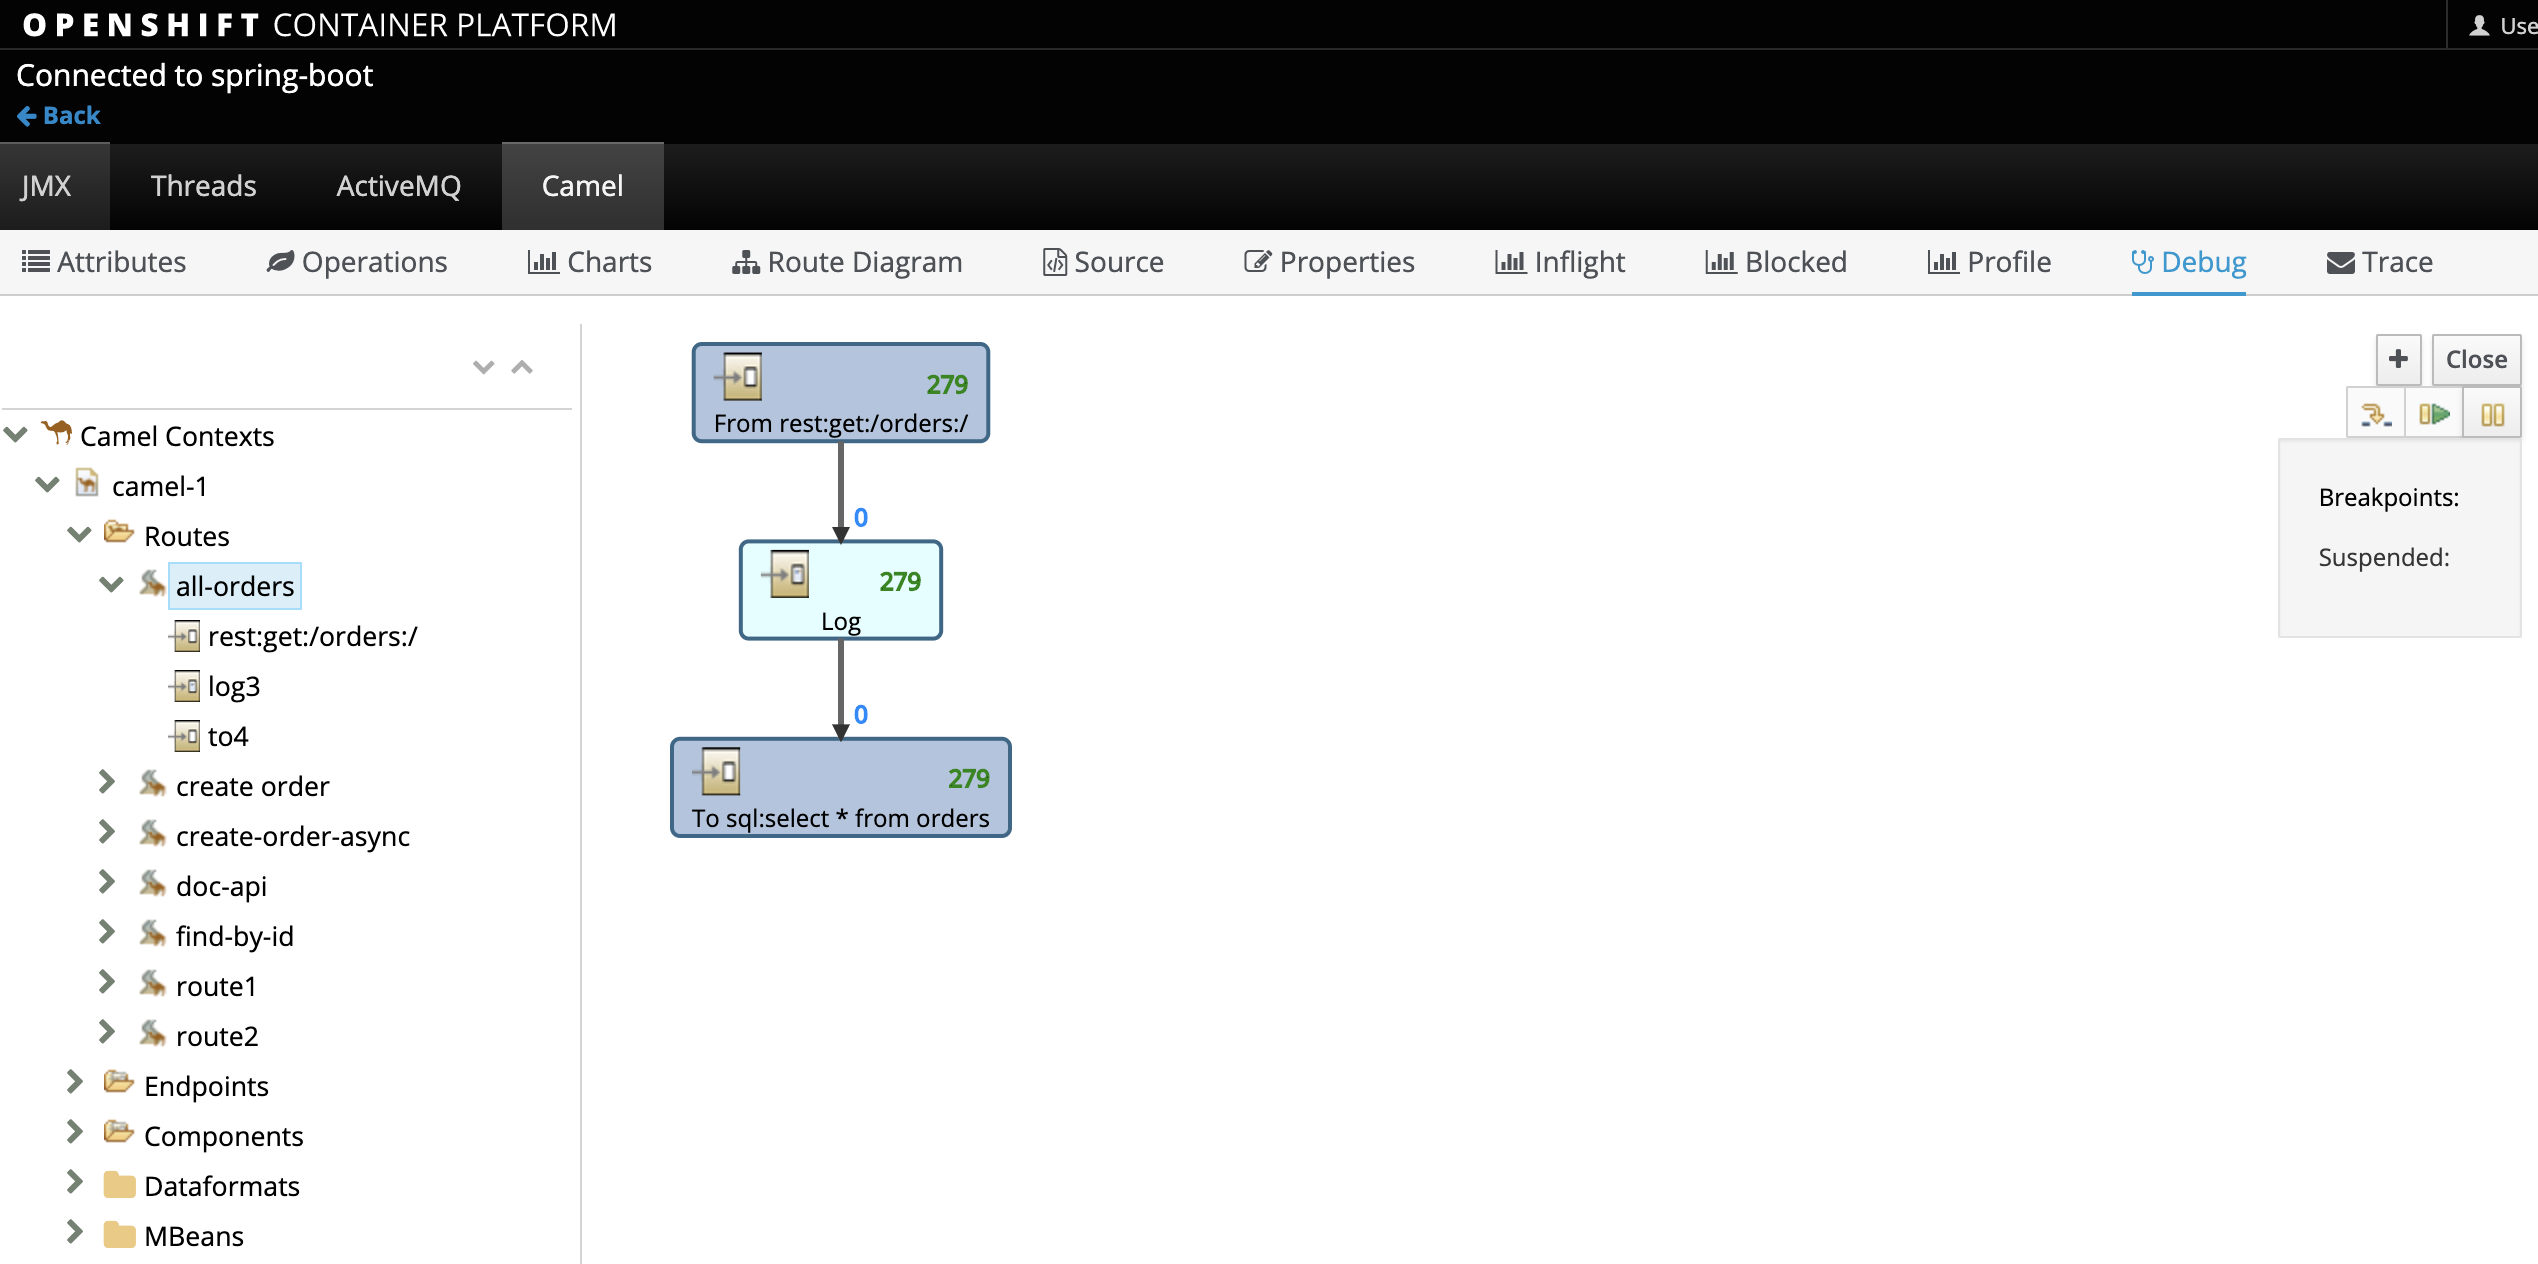 OPENSHIFT CONTAINER PLATFORM
Use
Connected to spring-boot
Back
JMX Threads ActiveMQ Camel
Attributes Operations Charts Route Diagram Source Properties Inflight Blocked Profile Debug Trace
Camel Contexts
camel-1
Routes
all-orders
rest:get:/orders:/
log3
to4
create order
create-order-async
doc-api
find-by-id
route1
route2
Endpoints
Components
Dataformats
MBeans
279
From rest:get:/orders:/
0
279
Log
0
279
To sql:select * from orders
+ Close
Breakpoints:
Suspended: